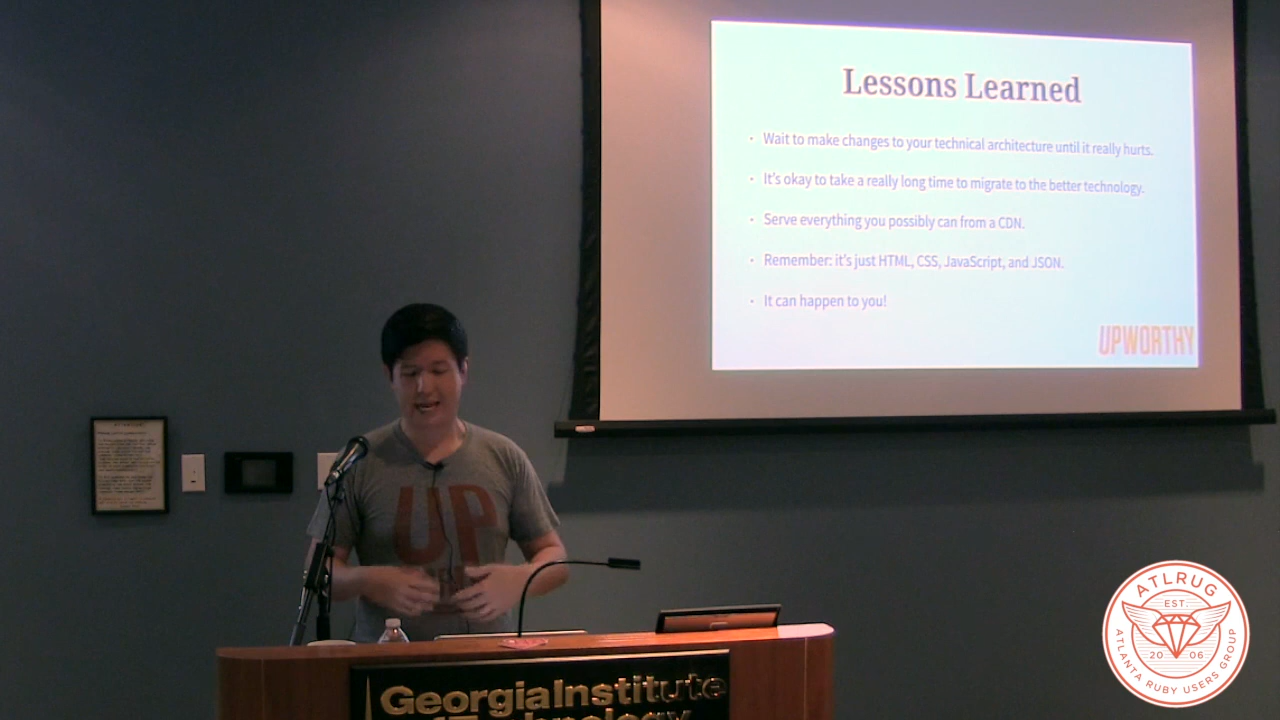 Lessons Learned
• Wait to make changes to your technical architecture until it really hurts.
• It's okay to take a really long time to migrate to the better technology.
• Serve everything you possibly can from a CDN.
• Remember: it's just HTML, CSS, JavaScript, and JSON.
• It can happen to you!
UPWORTHY
UP
Georgia Institute
of Technology
ATLRUG
EST.
20 06
ATLANTA RUBY USERS GROUP